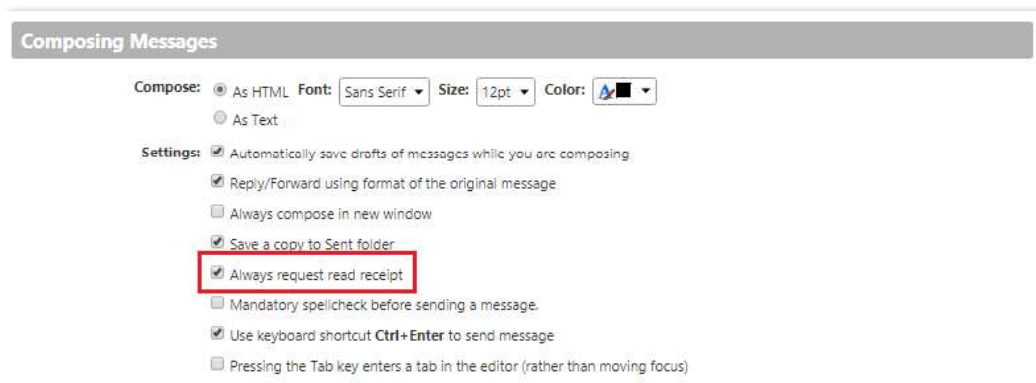 Composing Messages
Compose: As HTML Font: Sans Serif Size: 12pt Color:
As Text
Settings: Automatically save drafts of messages while you are composing
Reply/Forward using format of the original message
Always compose in new window
Save a copy to Sent folder
Always request read receipt
Mandatory spellcheck before sending a message.
Use keyboard shortcut Ctrl+Enter to send message
Pressing the Tab key enters a tab in the editor (rather than moving focus)